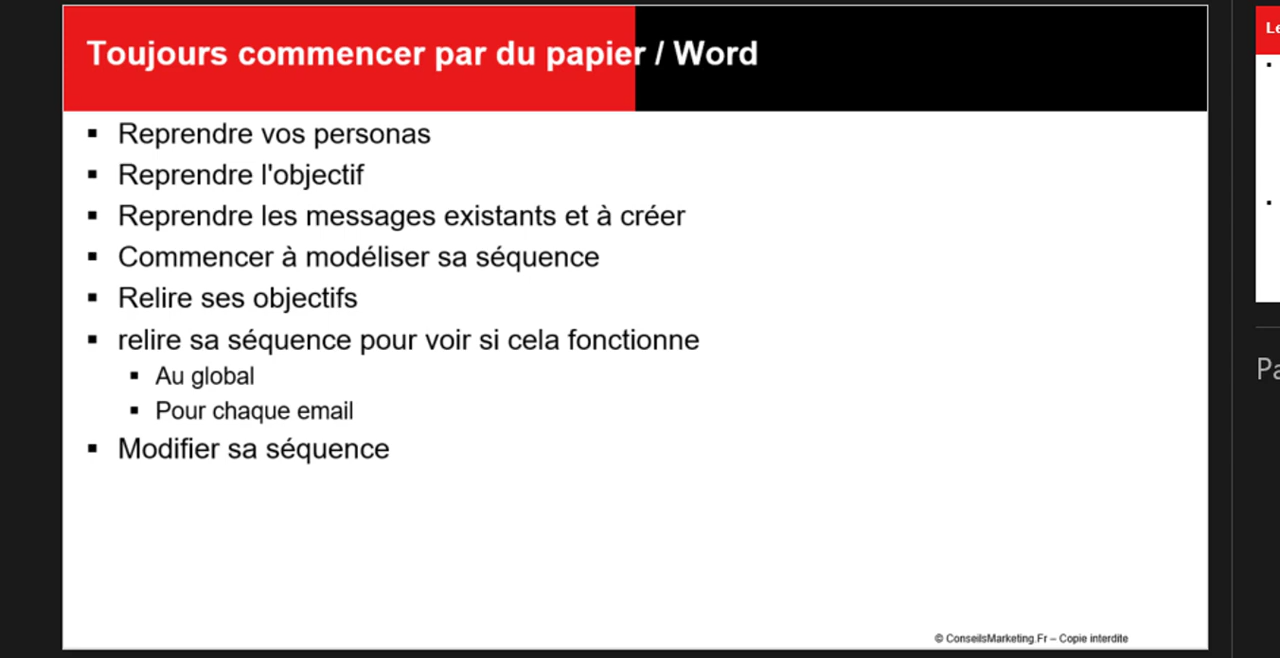 Toujours commencer par du papier / Word
▪ Reprendre vos personas
▪ Reprendre l'objectif
▪ Reprendre les messages existants et à créer
▪ Commencer à modéliser sa séquence
▪ Relire ses objectifs
▪ relire sa séquence pour voir si cela fonctionne
▪ Au global
▪ Pour chaque email
▪ Modifier sa séquence
© ConseilsMarketing.Fr – Copie interdite
Le
Pa